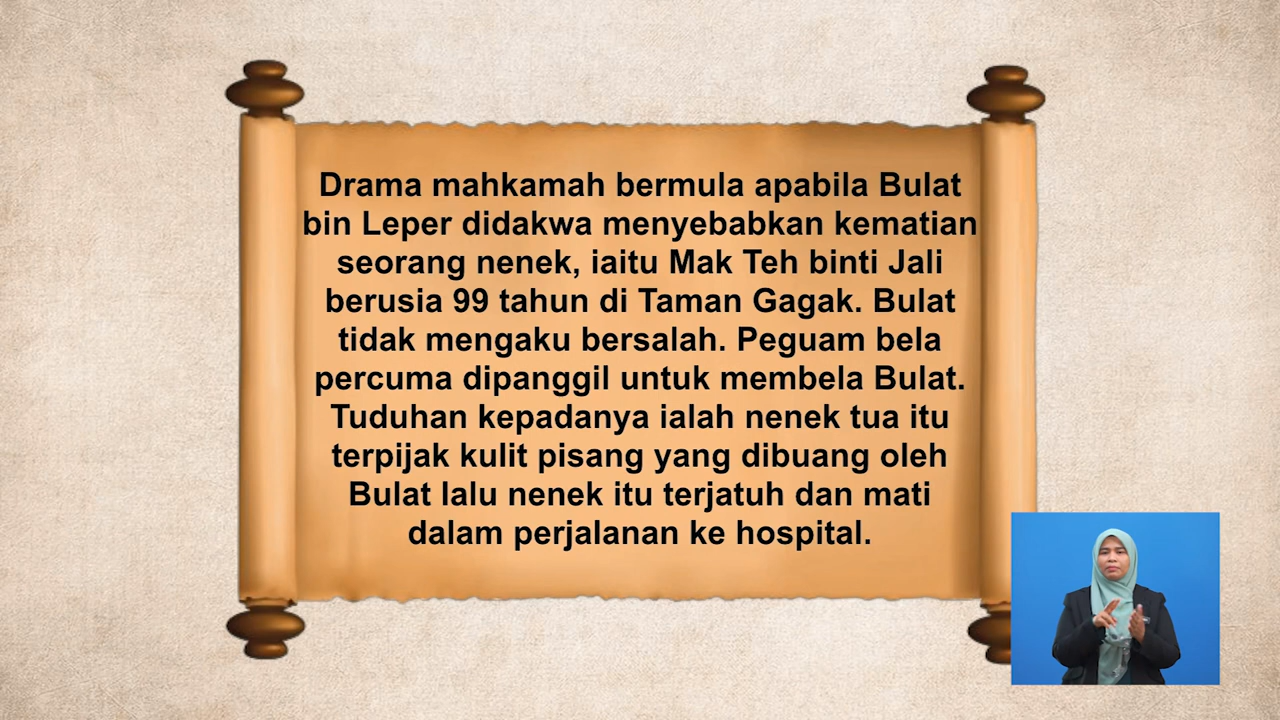 Drama mahkamah bermula apabila Bulat
bin Leper didakwa menyebabkan kematian
seorang nenek, iaitu Mak Teh binti Jali
berusia 99 tahun di Taman Gagak. Bulat
tidak mengaku bersalah. Peguam bela
percuma dipanggil untuk membela Bulat.
Tuduhan kepadanya ialah nenek tua itu
terpijak kulit pisang yang dibuang oleh
Bulat lalu nenek itu terjatuh dan mati
dalam perjalanan ke hospital.